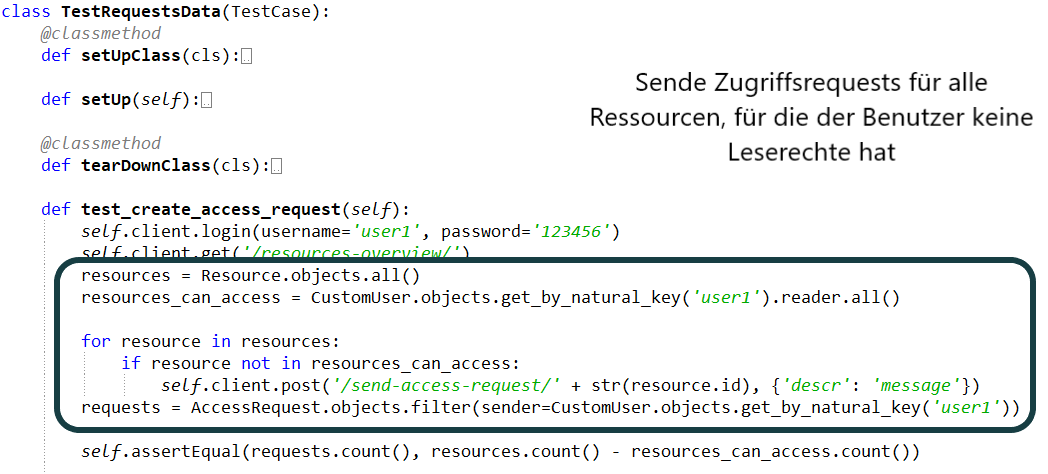 class TestRequestsData(TestCase):
@classmethod
def setUpClass(cls):
def setUp(self):
@classmethod
def tearDownClass(cls):
Sende Zugriffsrequests für alle
Ressourcen, für die der Benutzer keine
Leserechte hat
def test_create_access_request(self):
self.client.login(username='user1', password='123456')
self.client.get('/resources-overview/')
resources = Resource.objects.all()
resources_can_access = CustomUser.objects.get_by_natural_key('user1').reader.all()
for resource in resources:
if resource not in resources_can_access:
self.client.post('/send-access-request/' + str(resource.id), {'descr': 'message'})
requests = AccessRequest.objects.filter(sender=CustomUser.objects.get_by_natural_key('user1'))
self.assertEqual(requests.count(), resources.count() - resources_can_access.count())